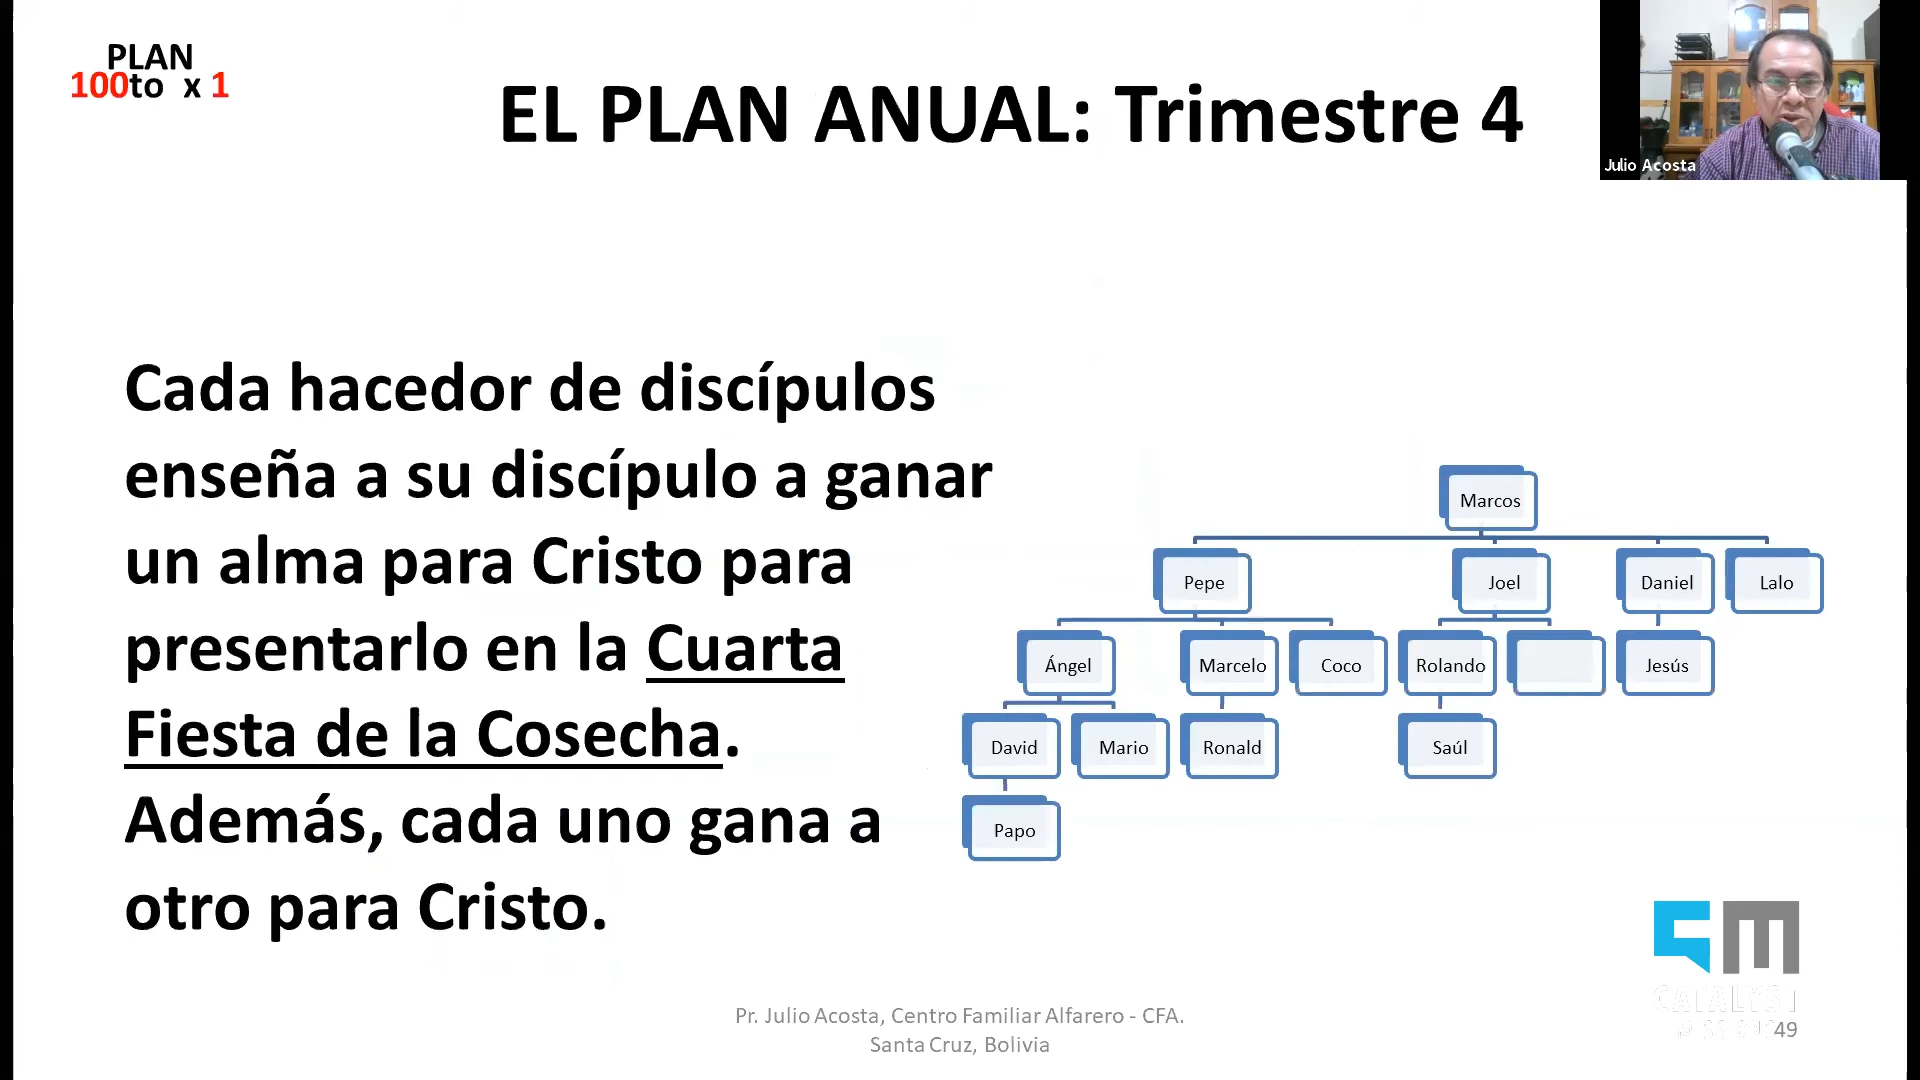 PLAN
100to x 1
EL PLAN ANUAL: Trimestre 4
Julio Acosta
Cada hacedor de discípulos
enseña a su discípulo a ganar
un alma para Cristo para
presentarlo en la Cuarta
Fiesta de la Cosecha.
Además, cada uno gana a
otro para Cristo.
Marcos
Pepe Joel Daniel Lalo
Ángel Marcelo Coco Rolando Jesús
David Mario Ronald Saúl
Papo
CATALYST
Pr. Julio Acosta, Centro Familiar Alfarero - CFA.
Santa Cruz, Bolivia
49